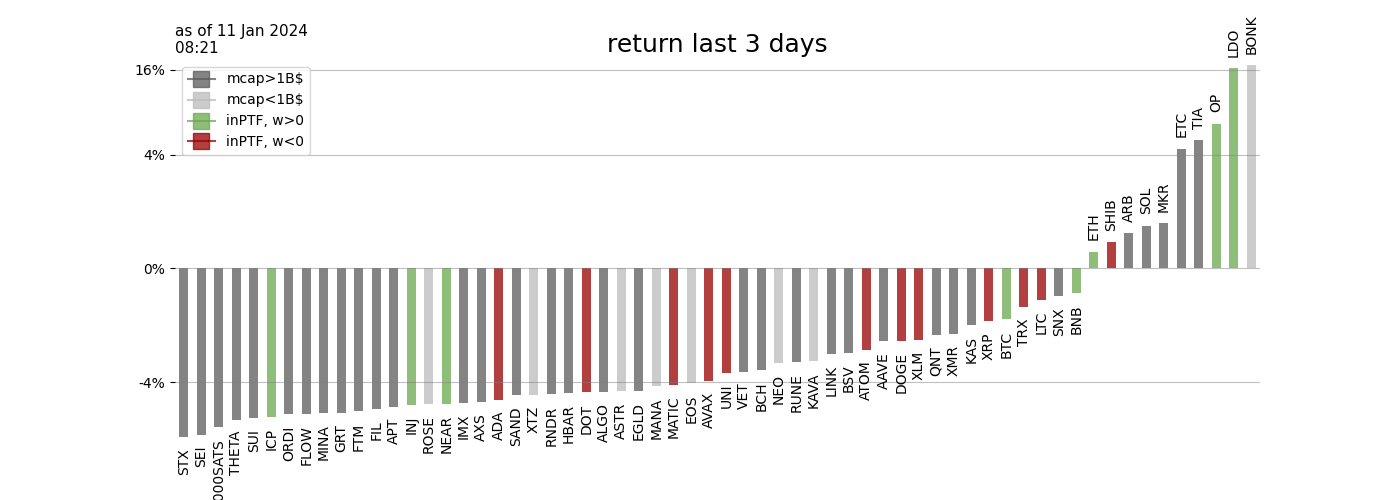 as of 11 Jan 2024
08:21
return last 3 days
mcap>1B$
mcap<1B$
inPTF, w>0
inPTF, w<0
16%
4%
0%
-4%
STX
SEI
000SATS
THETA
SUI
ICP
ORDI
FLOW
MINA
GRT
FTM
FIL
APT
INJ
ROSE
NEAR
IMX
AXS
ADA
SAND
XTZ
RNDR
HBAR
DOT
ALGO
ASTR
EGLD
MANA
MATIC
EOS
AVAX
UNI
VET
BCH
NEO
RUNE
KAVA
LINK
BSV
ATOM
AAVE
DOGE
XLM
QNT
XMR
KAS
XRP
BTC
TRX
LTC
SNX
BNB
ETH
SHIB
ARB
SOL
MKR
ETC
TIA
OP
LDO
BONK